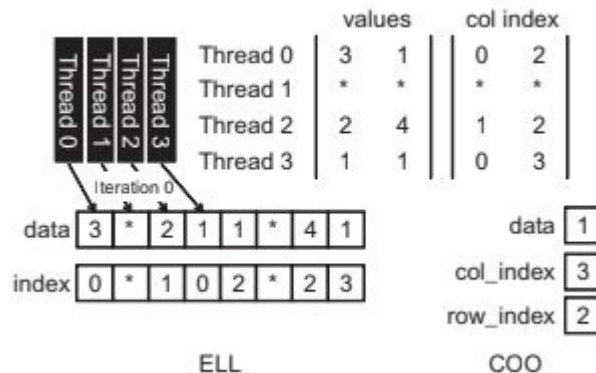 values col index
Thread 0 3 1 0 2
Thread 1 * * * *
Thread 2 2 4 1 2
Thread 3 1 1 0 3
Thread 0
Thread 1
Thread 2
Thread 3
Iteration 0
data 3 * 2 1 1 * 4 1
index 0 * 1 0 2 * 2 3
data 1
col_index 3
row_index 2
ELL COO